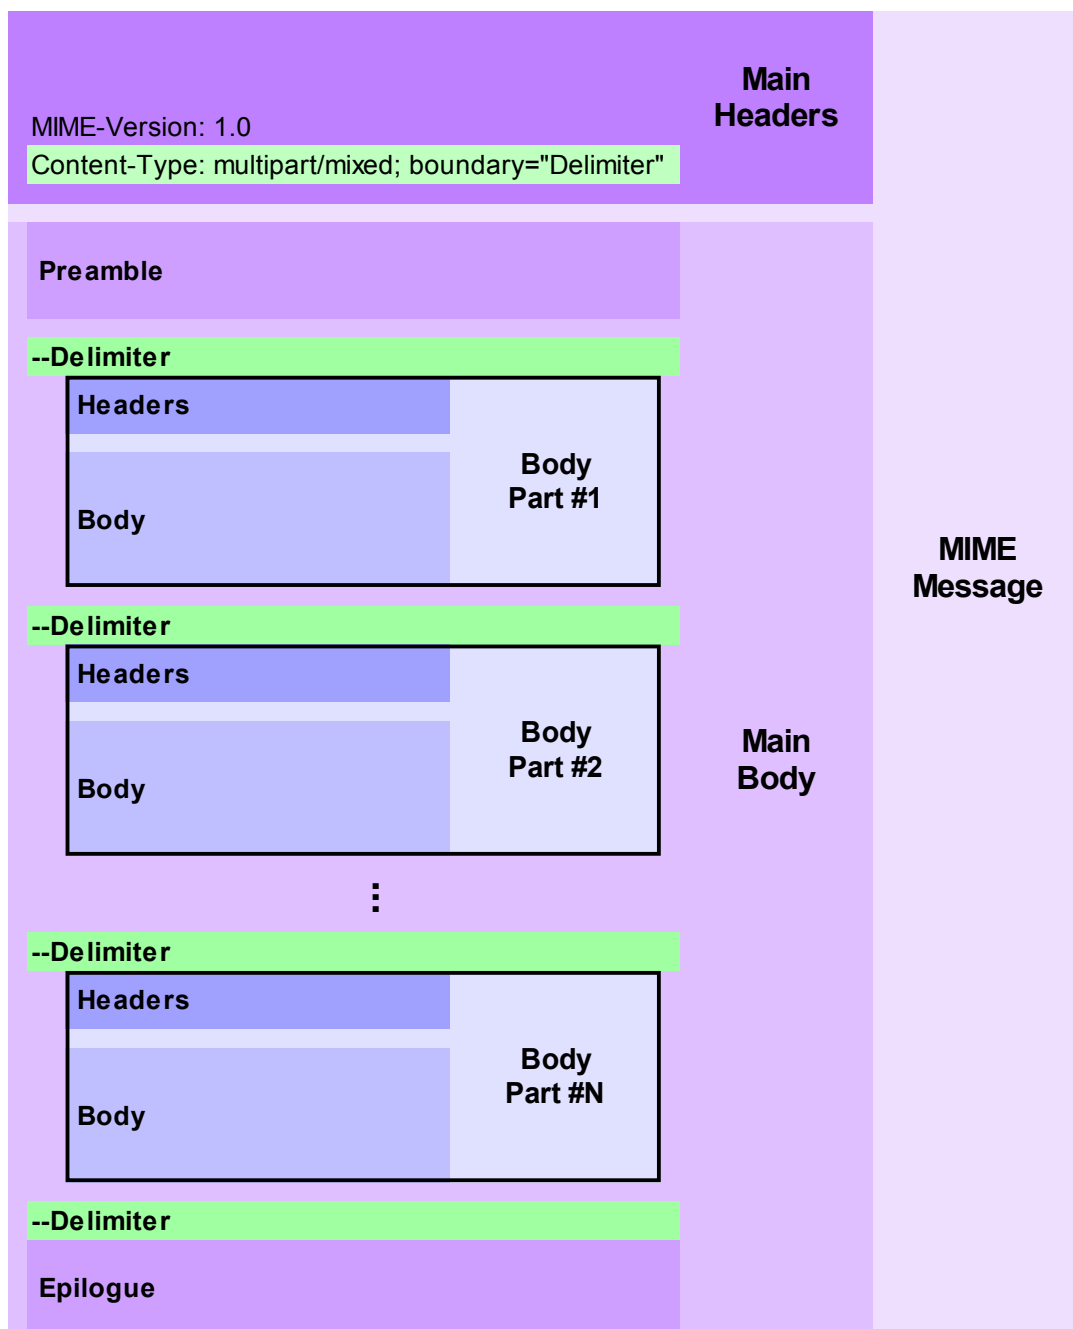 Main
Headers
MIME-Version: 1.0
Content-Type: multipart/mixed; boundary="Delimiter"
Preamble
--Delimiter
Headers
Body
Part #1
Body
MIME
Message
--Delimiter
Headers
Body
Part #2
Body
Main
Body
...
--Delimiter
Headers
Body
Part #N
Body
--Delimiter
Epilogue